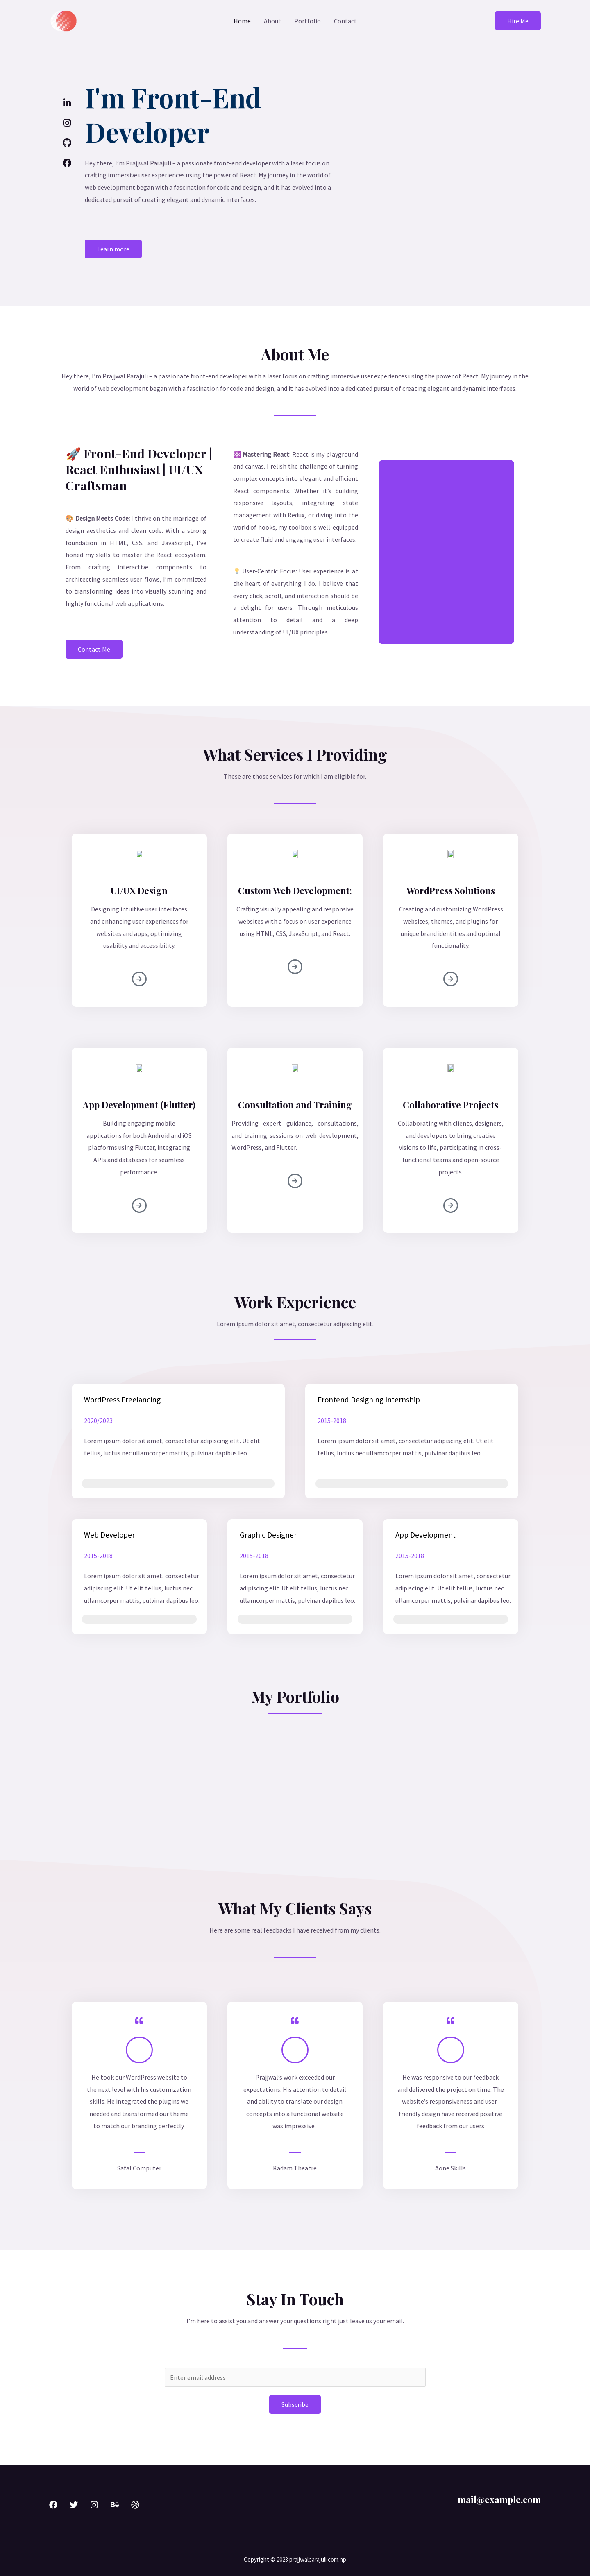 Home About Portfolio Contact Hire Me
I'm Front-End
Developer
Hey there, I'm Prajjwal Parajuli – a passionate front-end developer with a laser focus on
crafting immersive user experiences using the power of React. My journey in the world of
web development began with a fascination for code and design, and it has evolved into a
dedicated pursuit of creating elegant and dynamic interfaces.
Learn more
About Me
Hey there, I'm Prajjwal Parajuli – a passionate front-end developer with a laser focus on crafting immersive user experiences using the power of React. My journey in the
world of web development began with a fascination for code and design, and it has evolved into a dedicated pursuit of creating elegant and dynamic interfaces.
🚀 Front-End Developer |
React Enthusiast | UI/UX
Craftsman
🎨 Design Meets Code: I thrive on the marriage of
design aesthetics and clean code. With a strong
foundation in HTML, CSS, and JavaScript, I've
honed my skills to master the React ecosystem.
From crafting interactive components to
architecting seamless user flows, I'm committed
to transforming ideas into visually stunning and
highly functional web applications.
Contact Me
⚛️ Mastering React: React is my playground
and canvas. I relish the challenge of turning
complex concepts into elegant and efficient
React components. Whether it's building
responsive layouts, integrating state
management with Redux, or diving into the
world of hooks, my toolbox is well-equipped
to create fluid and engaging user interfaces.
💡 User-Centric Focus: User experience is at
the heart of everything I do. I believe that
every click, scroll, and interaction should be
a delight for users. Through meticulous
attention to detail and a deep
understanding of UI/UX principles.
What Services I Providing
These are those services for which I am eligible for.
UI/UX Design
Designing intuitive user interfaces
and enhancing user experiences for
websites and apps, optimizing
usability and accessibility.
Custom Web Development:
Crafting visually appealing and responsive
websites with a focus on user experience
using HTML, CSS, JavaScript, and React.
WordPress Solutions
Creating and customizing WordPress
websites, themes, and plugins for
unique brand identities and optimal
functionality.
App Development (Flutter)
Building engaging mobile
applications for both Android and iOS
platforms using Flutter, integrating
APIs and databases for seamless
performance.
Consultation and Training
Providing expert guidance, consultations,
and training sessions on web development,
WordPress, and Flutter.
Collaborative Projects
Collaborating with clients, designers,
and developers to bring creative
visions to life, participating in cross-
functional teams and open-source
projects.
Work Experience
Lorem ipsum dolor sit amet, consectetur adipiscing elit.
WordPress Freelancing
2020/2023
Lorem ipsum dolor sit amet, consectetur adipiscing elit. Ut elit
tellus, luctus nec ullamcorper mattis, pulvinar dapibus leo.
Frontend Designing Internship
2015-2018
Lorem ipsum dolor sit amet, consectetur adipiscing elit. Ut elit
tellus, luctus nec ullamcorper mattis, pulvinar dapibus leo.
Web Developer
2015-2018
Lorem ipsum dolor sit amet, consectetur
adipiscing elit. Ut elit tellus, luctus nec
ullamcorper mattis, pulvinar dapibus leo.
Graphic Designer
2015-2018
Lorem ipsum dolor sit amet, consectetur
adipiscing elit. Ut elit tellus, luctus nec
ullamcorper mattis, pulvinar dapibus leo.
App Development
2015-2018
Lorem ipsum dolor sit amet, consectetur
adipiscing elit. Ut elit tellus, luctus nec
ullamcorper mattis, pulvinar dapibus leo.
My Portfolio
What My Clients Says
Here are some real feedbacks I have received from my clients.
He took our WordPress website to
the next level with his customization
skills. He integrated the plugins we
needed and transformed our theme
to match our branding perfectly.
Safal Computer
Prajjwal's work exceeded our
expectations. His attention to detail
and ability to translate our design
concepts into a functional website
was impressive.
Kadam Theatre
He was responsive to our feedback
and delivered the project on time. The
website's responsiveness and user-
friendly design have received positive
feedback from our users
Aone Skills
Stay In Touch
I'm here to assist you and answer your questions right just leave us your email.
Enter email address
Subscribe
mail@example.com
Copyright © 2023 prajjwalparajuli.com.np